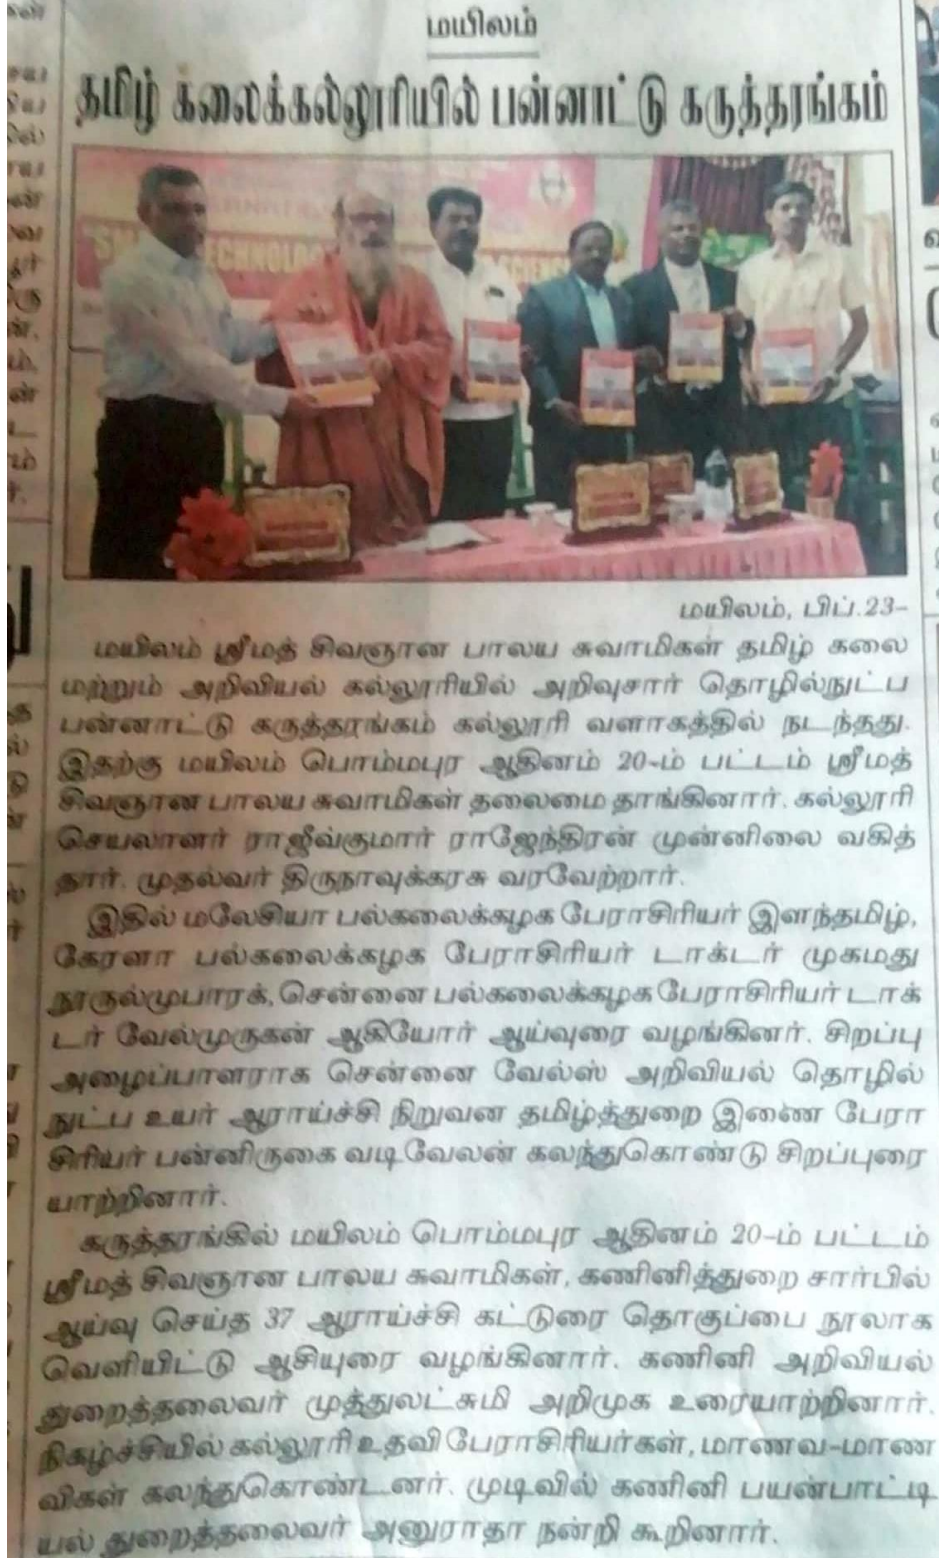 மயிலம்
தமிழ் கலைக்கல்லூரியில் பன்னாட்டு கருத்தரங்கம்
மயிலம், பிப்.23-
மயிலம் ஸ்ரீமத் சிவஞான பாலய சுவாமிகள் தமிழ் கலை
மற்றும் அறிவியல் கல்லூரியில் அறிவுசார் தொழில்நுட்ப
பன்னாட்டு கருத்தரங்கம் கல்லூரி வளாகத்தில் நடந்தது.
இதற்கு மயிலம் பொம்மபுர ஆதினம் 20-ம் பட்டம் ஸ்ரீமத்
சிவஞான பாலய சுவாமிகள் தலைமை தாங்கினார். கல்லூரி
செயலாளர் ராஜீவ்குமார் ராஜேந்திரன் முன்னிலை வகித்
தார். முதல்வர் திருநாவுக்கரசு வரவேற்றார்.
இதில் மலேசியா பல்கலைக்கழக பேராசிரியர் இளந்தமிழ்,
கேரளா பல்கலைக்கழக பேராசிரியர் டாக்டர் முகமது
நூருல்முபாரக், சென்னை பல்கலைக்கழக பேராசிரியர் டாக்
டர் வேல்முருகன் ஆகியோர் ஆய்வுரை வழங்கினர். சிறப்பு
அழைப்பாளராக சென்னை வேல்ஸ் அறிவியல் தொழில்
நுட்ப உயர் ஆராய்ச்சி நிறுவன தமிழ்த்துறை இணை பேரா
சிரியர் பன்னிருகை வடிவேலன் கலந்துகொண்டு சிறப்புரை
யாற்றினார்.
கருத்தரங்கில் மயிலம் பொம்மபுர ஆதினம் 20-ம் பட்டம்
ஸ்ரீமத் சிவஞான பாலய சுவாமிகள், கணினித்துறை சார்பில்
ஆய்வு செய்த 37 ஆராய்ச்சி கட்டுரை தொகுப்பை நூலாக
வெளியிட்டு ஆசியுரை வழங்கினார். கணினி அறிவியல்
துறைத்தலைவர் முத்துலட்சுமி அறிமுக உரையாற்றினார்.
நிகழ்ச்சியில் கல்லூரி உதவி பேராசிரியர்கள், மாணவ-மாண
விகள் கலந்துகொண்டனர். முடிவில் கணினி பயன்பாட்டி
யல் துறைத்தலைவர் அனுராதா நன்றி கூறினார்.